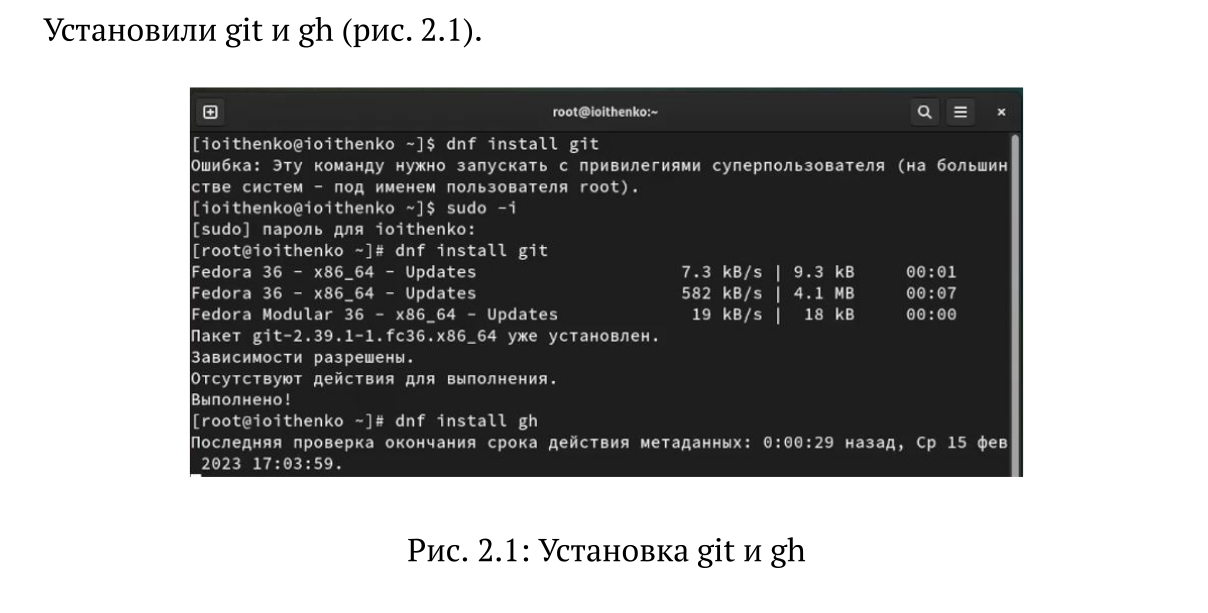 Установили git и gh (рис. 2.1).
root@ioithenko:~
[ioithenko@ioithenko ~]$ dnf install git
Ошибка: Эту команду нужно запускать с привилегиями суперпользователя (на большин
стве систем - под именем пользователя root).
[ioithenko@ioithenko ~]$ sudo -i
[sudo] пароль для ioithenko:
[root@ioithenko ~]# dnf install git
Fedora 36 - x86_64 - Updates 7.3 kB/s | 9.3 kB 00:01
Fedora 36 - x86_64 - Updates 582 kB/s | 4.1 MB 00:07
Fedora Modular 36 - x86_64 - Updates 19 kB/s | 18 kB 00:00
Пакет git-2.39.1-1.fc36.x86_64 уже установлен.
Зависимости разрешены.
Отсутствуют действия для выполнения.
Выполнено!
[root@ioithenko ~]# dnf install gh
Последняя проверка окончания срока действия метаданных: 0:00:29 назад, Ср 15 фев
2023 17:03:59.
Рис. 2.1: Установка git и gh